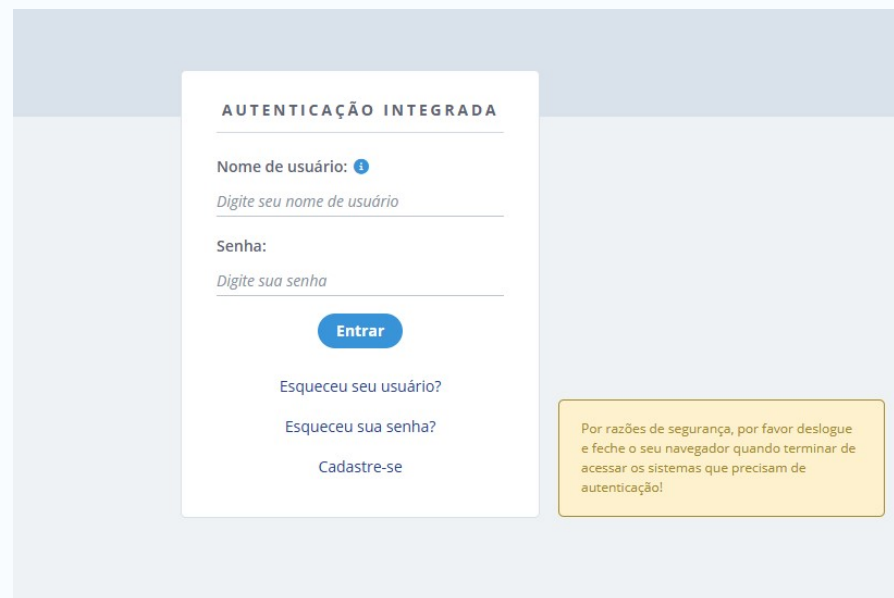 AUTENTICAÇÃO INTEGRADA
Nome de usuário:
Digite seu nome de usuário
Senha:
Digite sua senha
Entrar
Esqueceu seu usuário?
Esqueceu sua senha?
Cadastre-se
Por razões de segurança, por favor deslogue
e feche o seu navegador quando terminar de
acessar os sistemas que precisam de
autenticação!